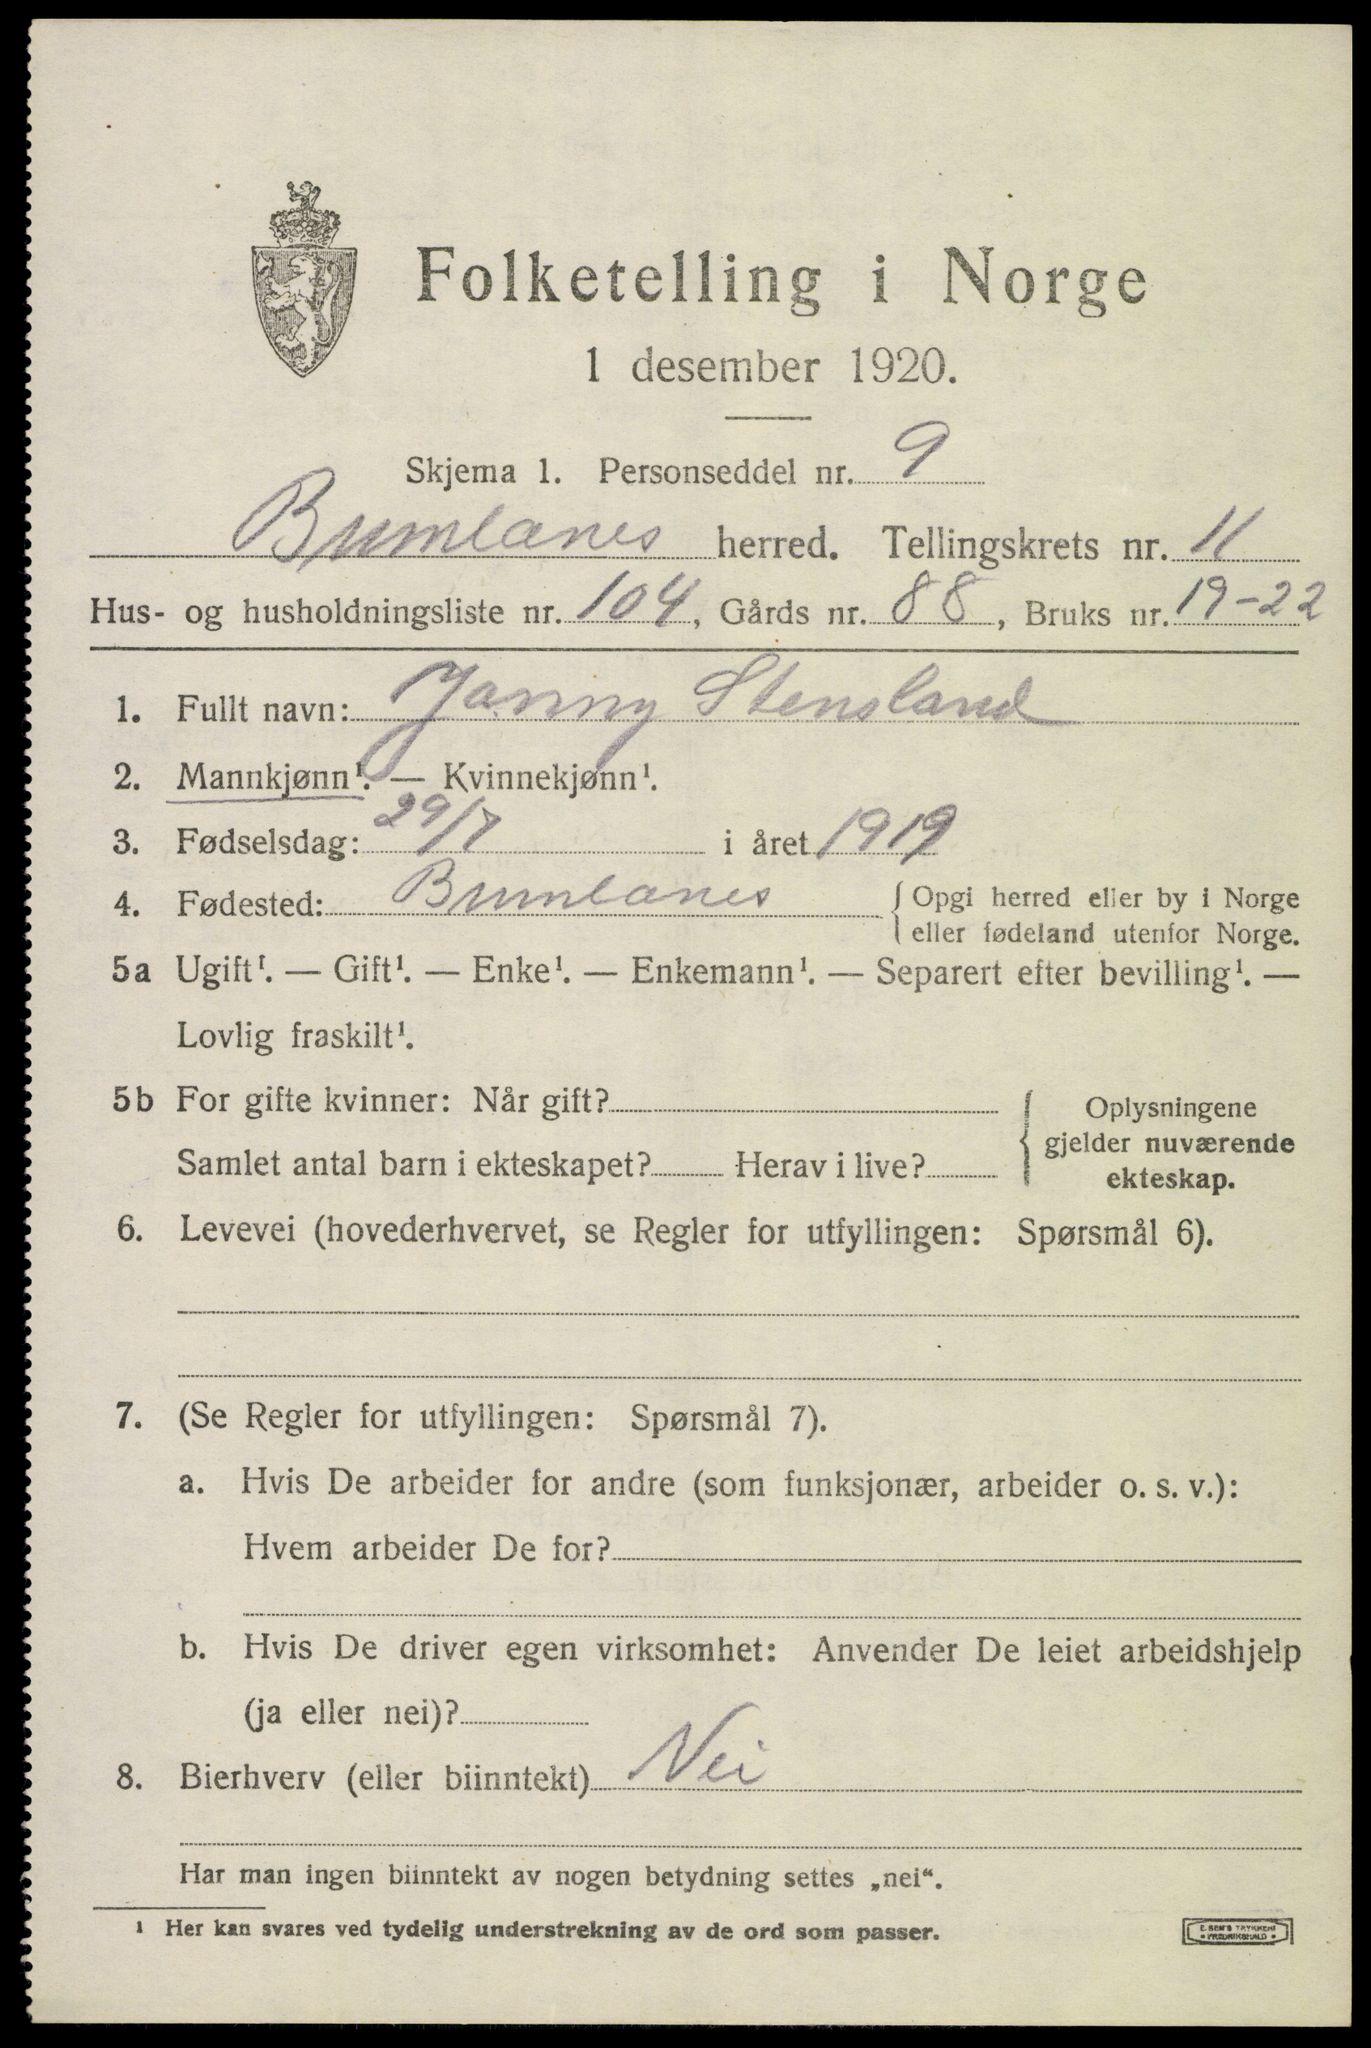 Folketelling i Norge
1 desember 1920.
Skjema 1. Personseddel nr. 9
Brunlanes herred. Tellingskrets nr. 11
Hus- og husholdningsliste nr. 104, Gårds nr. 88, Bruks nr. 19-22
1. Fullt navn: Janny Stensland
2. Mannkjønn¹. — Kvinnekjønn¹.
3. Fødselsdag: 29/7 i året 1919
4. Fødested: Brunlanes { Opgi herred eller by i Norge
eller fødeland utenfor Norge.
5a Ugift¹. — Gift¹. — Enke¹. — Enkemann¹. — Separert efter bevilling¹. —
Lovlig fraskilt¹.
5b For gifte kvinner: Når gift?
Samlet antal barn i ekteskapet? Herav i live?
Oplysningene
gjelder nuværende
ekteskap.
6. Levevei (hovederhvervet, se Regler for utfyllingen: Spørsmål 6).
7. (Se Regler for utfyllingen: Spørsmål 7).
a. Hvis De arbeider for andre (som funksjonær, arbeider o. s. v.):
Hvem arbeider De for?
b. Hvis De driver egen virksomhet: Anvender De leiet arbeidshjelp
(ja eller nei)?
8. Bierhverv (eller biinntekt) Nei
Har man ingen biinntekt av nogen betydning settes „nei“.
¹ Her kan svares ved tydelig understrekning av de ord som passer.
E. SEM'S TRYKKERI
• FREDRIKSHALD •